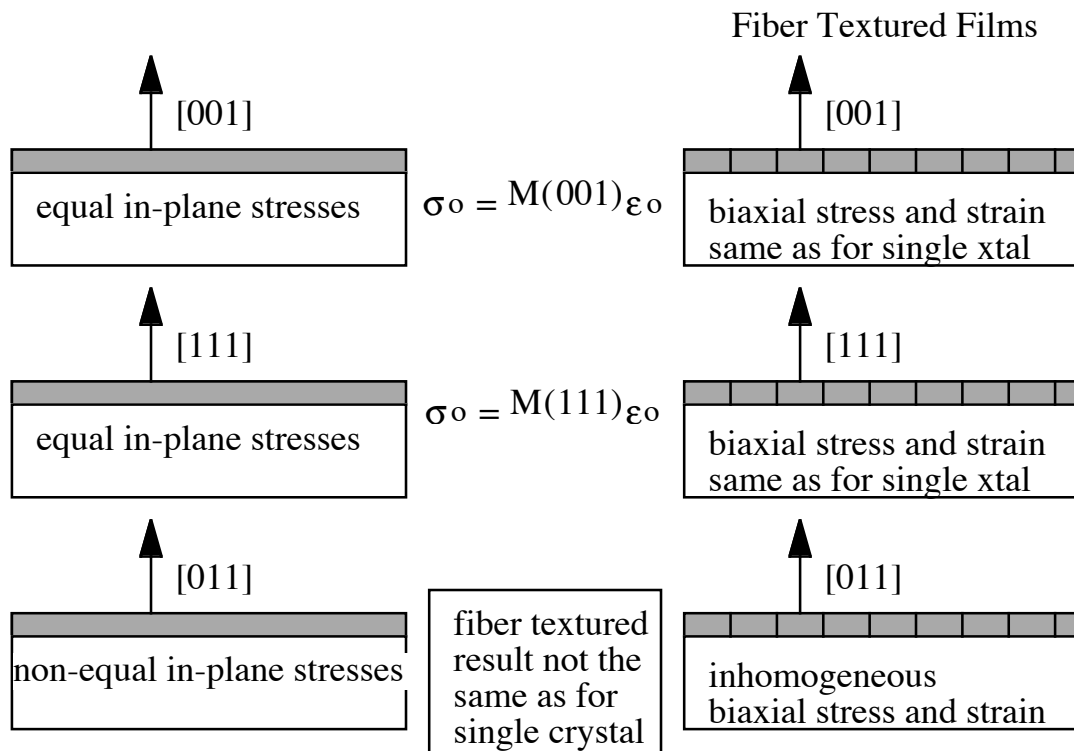 Fiber Textured Films
[001]
[001]
equal in-plane stresses
σo = M(001)εo
biaxial stress and strain
same as for single xtal
[111]
[111]
equal in-plane stresses
σo = M(111)εo
biaxial stress and strain
same as for single xtal
[011]
[011]
non-equal in-plane stresses
fiber textured
result not the
same as for
single crystal
inhomogeneous
biaxial stress and strain